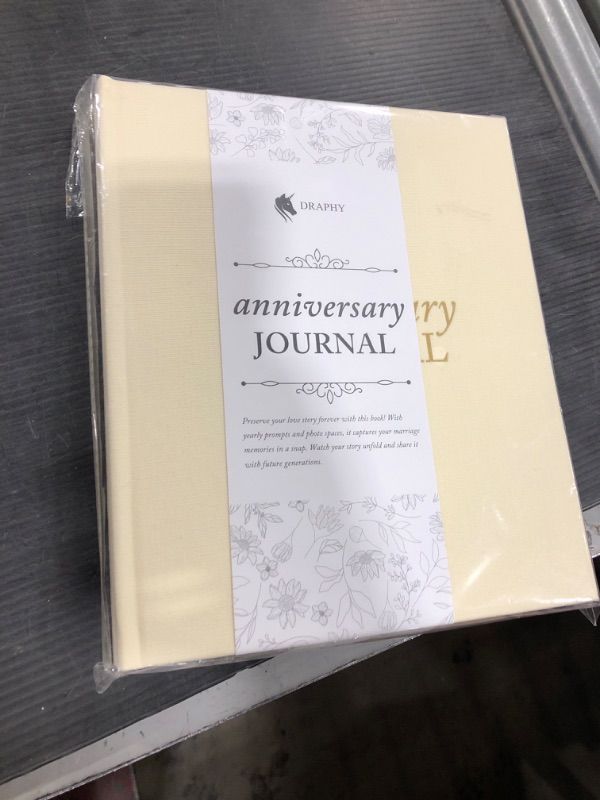 DRAPHY
anniversary
JOURNAL
Preserve your love story forever with this book! With
yearly prompts and photo spaces, it captures your marriage
memories in a snap. Watch your story unfold and share it
with future generations.
ary
L